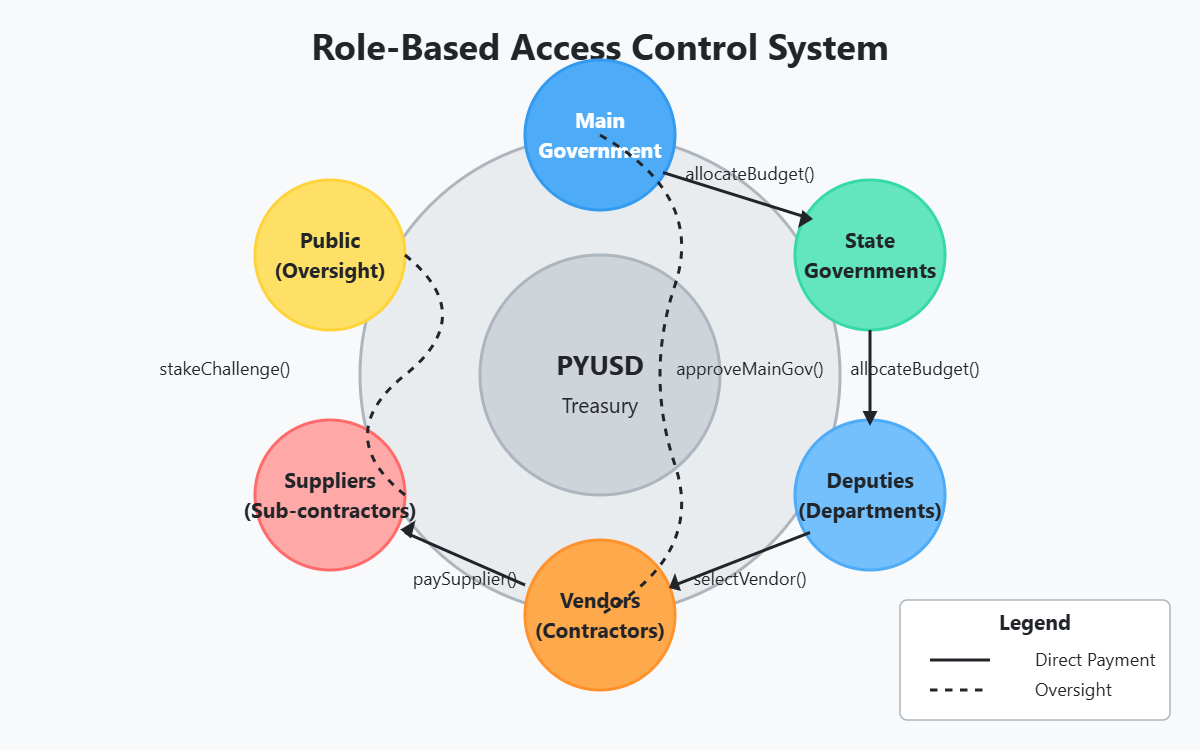 Role-Based Access Control System
Main
Government
allocateBudget()
Public
(Oversight)
State
Governments
PYUSD
Treasury
stakeChallenge()
approveMainGov()
allocateBudget()
Suppliers
(Sub-contractors)
Deputies
(Departments)
paySupplier()
selectVendor()
Vendors
(Contractors)
Legend
Direct Payment
Oversight